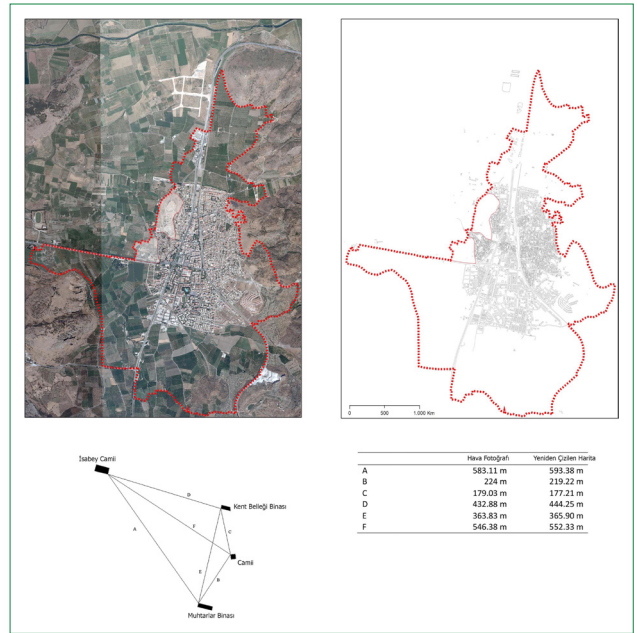 0 500 1.000 Km
İsabey Camii
D
Kent Belleği Binası
F
A
C
Camii
E
B
Muhtarlar Binası
Hava Fotoğrafı Yeniden Çizilen Harita
A 583.11 m 593.38 m
B 224 m 219.22 m
C 179.03 m 177.21 m
D 432.88 m 444.25 m
E 363.83 m 365.90 m
F 546.38 m 552.33 m